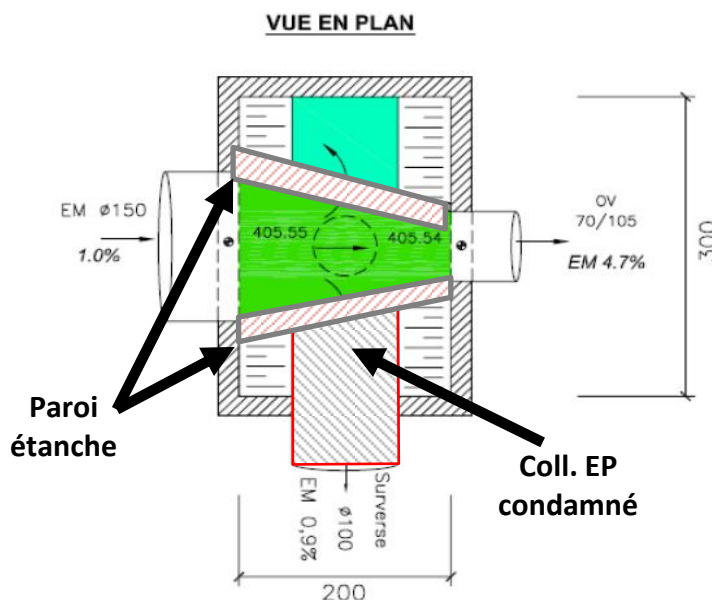 VUE EN PLAN
EM ø150
1.0%
405.55
405.54
OV
70/105
EM 4.7%
300
Paroi
étanche
Coll. EP
condamné
Surverse
ø100
EM 0,9%
200